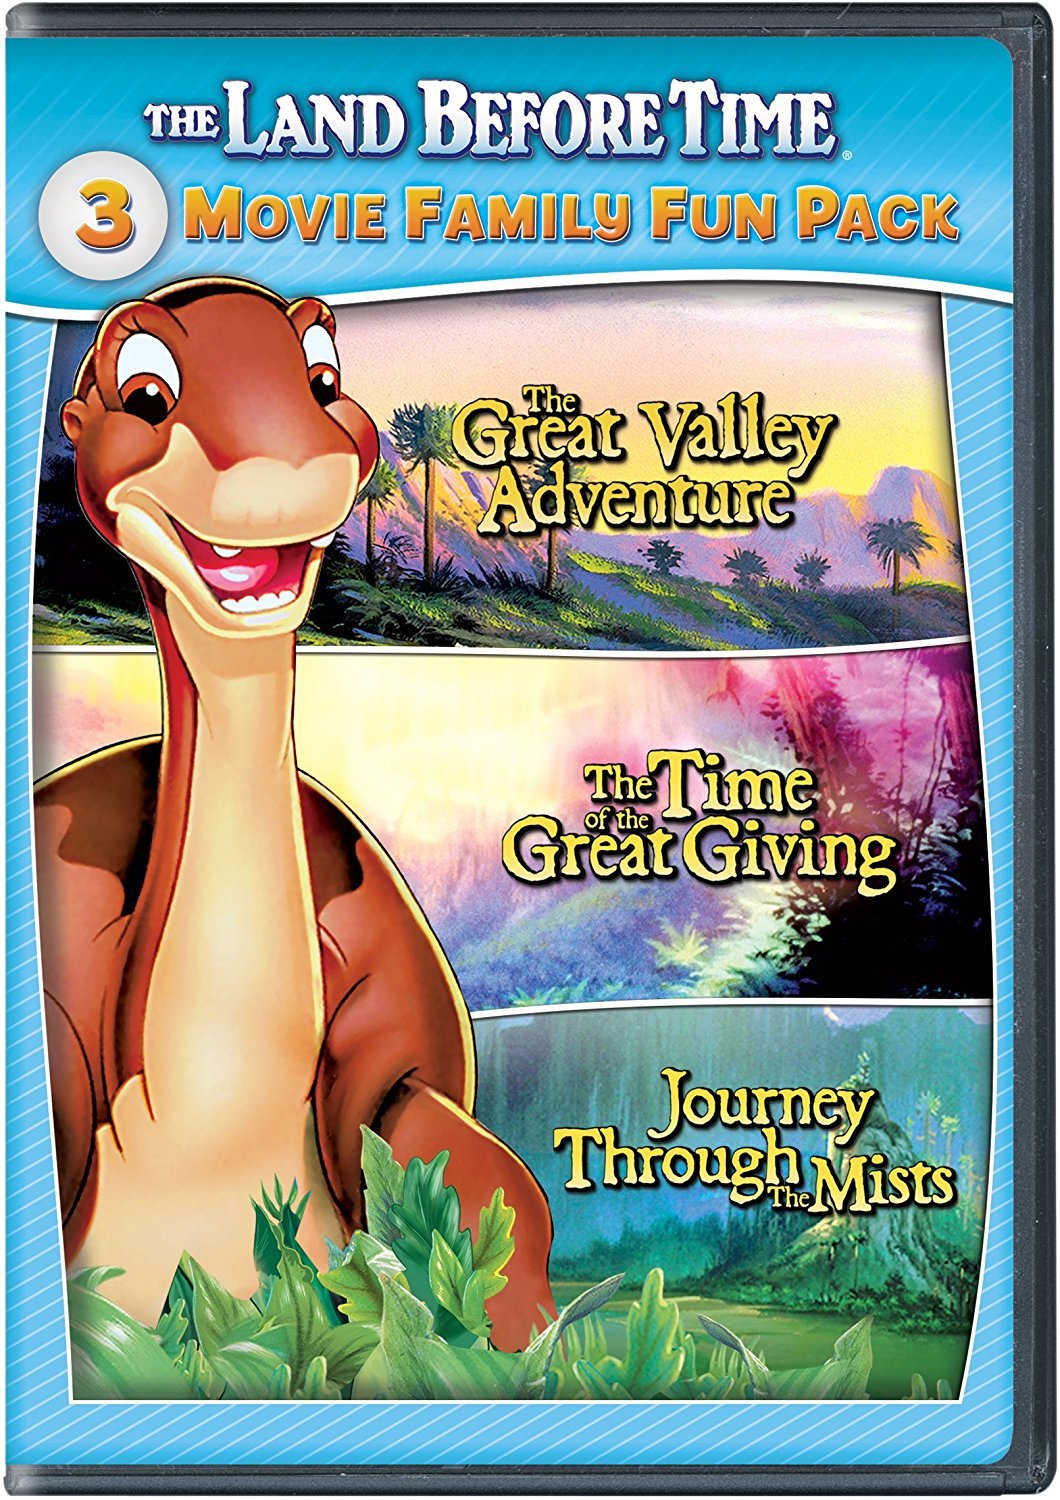 THE LAND BEFORE TIME®
3 MOVIE FAMILY FUN PACK
The
Great Valley
Adventure
The Time
of the
Great Giving
Journey
Through
The Mists